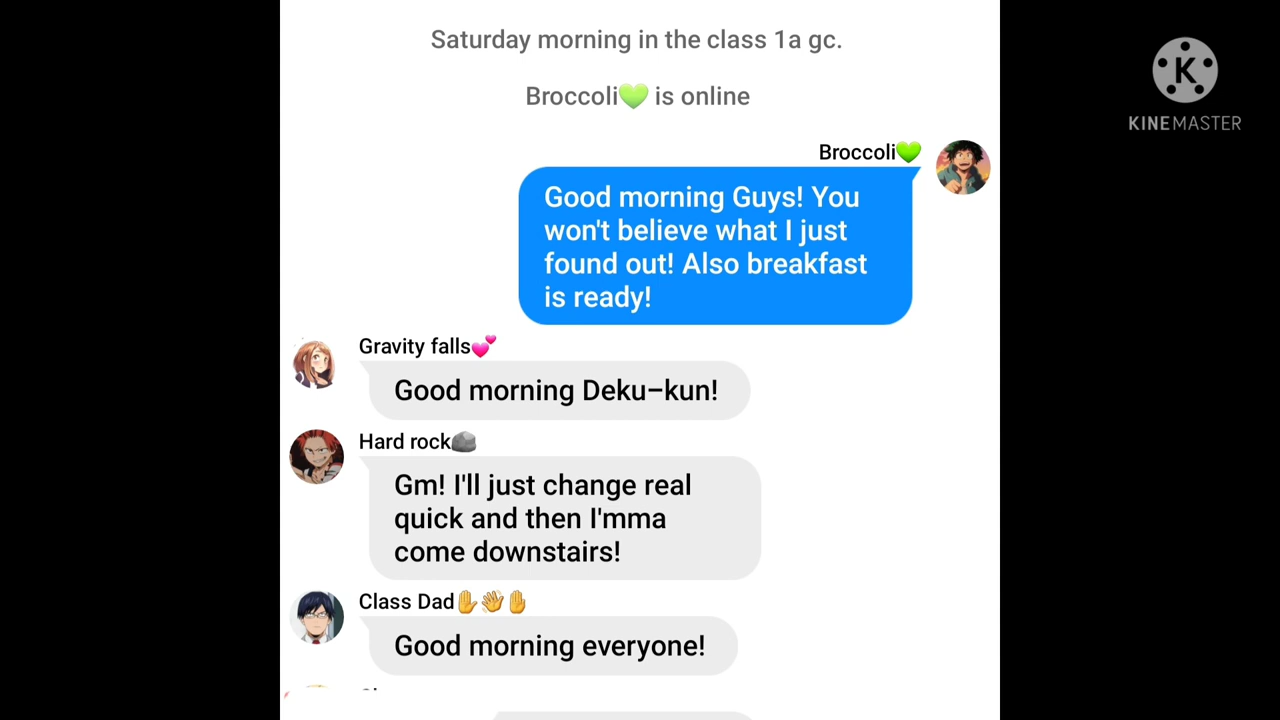 Saturday morning in the class 1a gc.
Broccoli💚 is online
Broccoli💚
Good morning Guys! You
won't believe what I just
found out! Also breakfast
is ready!
Gravity falls💕
Good morning Deku–kun!
Hard rock🪨
Gm! I'll just change real
quick and then I'mma
come downstairs!
Class Dad✋👋🤚
Good morning everyone!
K
KINEMASTER